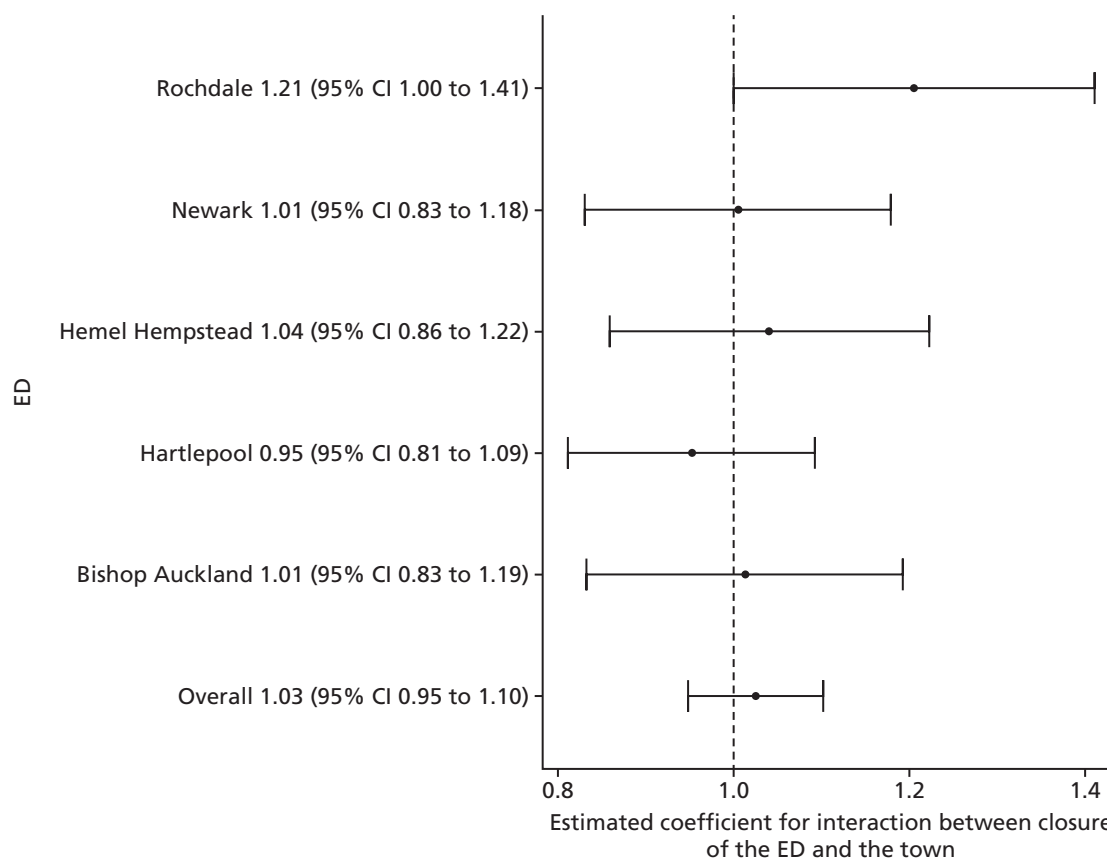 Rochdale 1.21 (95% CI 1.00 to 1.41)
Newark 1.01 (95% CI 0.83 to 1.18)
Hemel Hempstead 1.04 (95% CI 0.86 to 1.22)
ED
Hartlepool 0.95 (95% CI 0.81 to 1.09)
Bishop Auckland 1.01 (95% CI 0.83 to 1.19)
Overall 1.03 (95% CI 0.95 to 1.10)
0.8 1.0 1.2 1.4
Estimated coefficient for interaction between closure
of the ED and the town